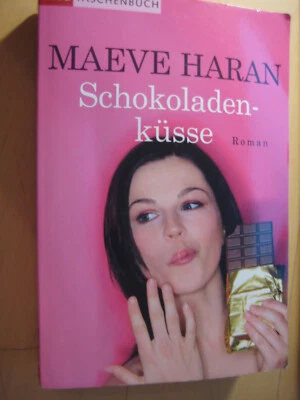 TASCHENBUCH
MAEVE HARAN
Schokoladen-
küsse
Roman